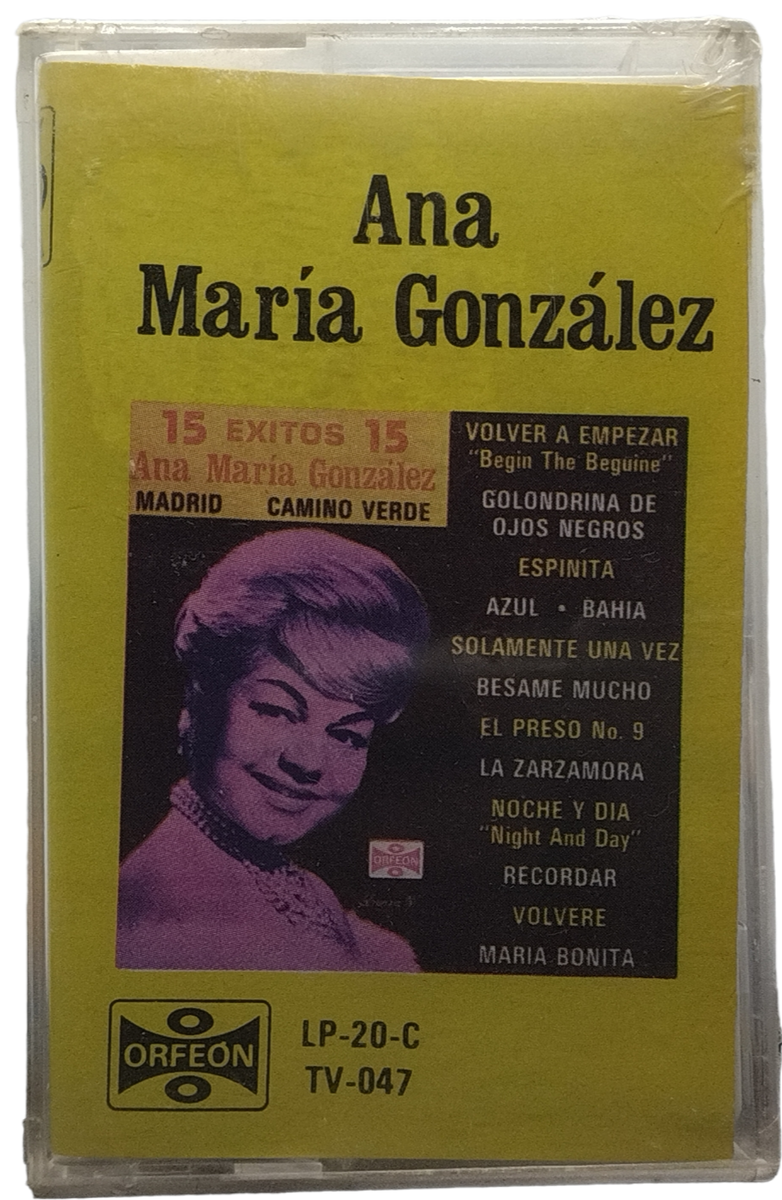 Ana
María González
15 EXITOS 15
Ana María González
MADRID CAMINO VERDE
VOLVER A EMPEZAR
"Begin The Beguine"
GOLONDRINA DE
OJOS NEGROS
ESPINITA
AZUL • BAHIA
SOLAMENTE UNA VEZ
BESAME MUCHO
EL PRESO No. 9
LA ZARZAMORA
NOCHE Y DIA
"Night And Day"
RECORDAR
VOLVERE
MARIA BONITA
ORFEON
ORFEÓN
LP-20-C
TV-047